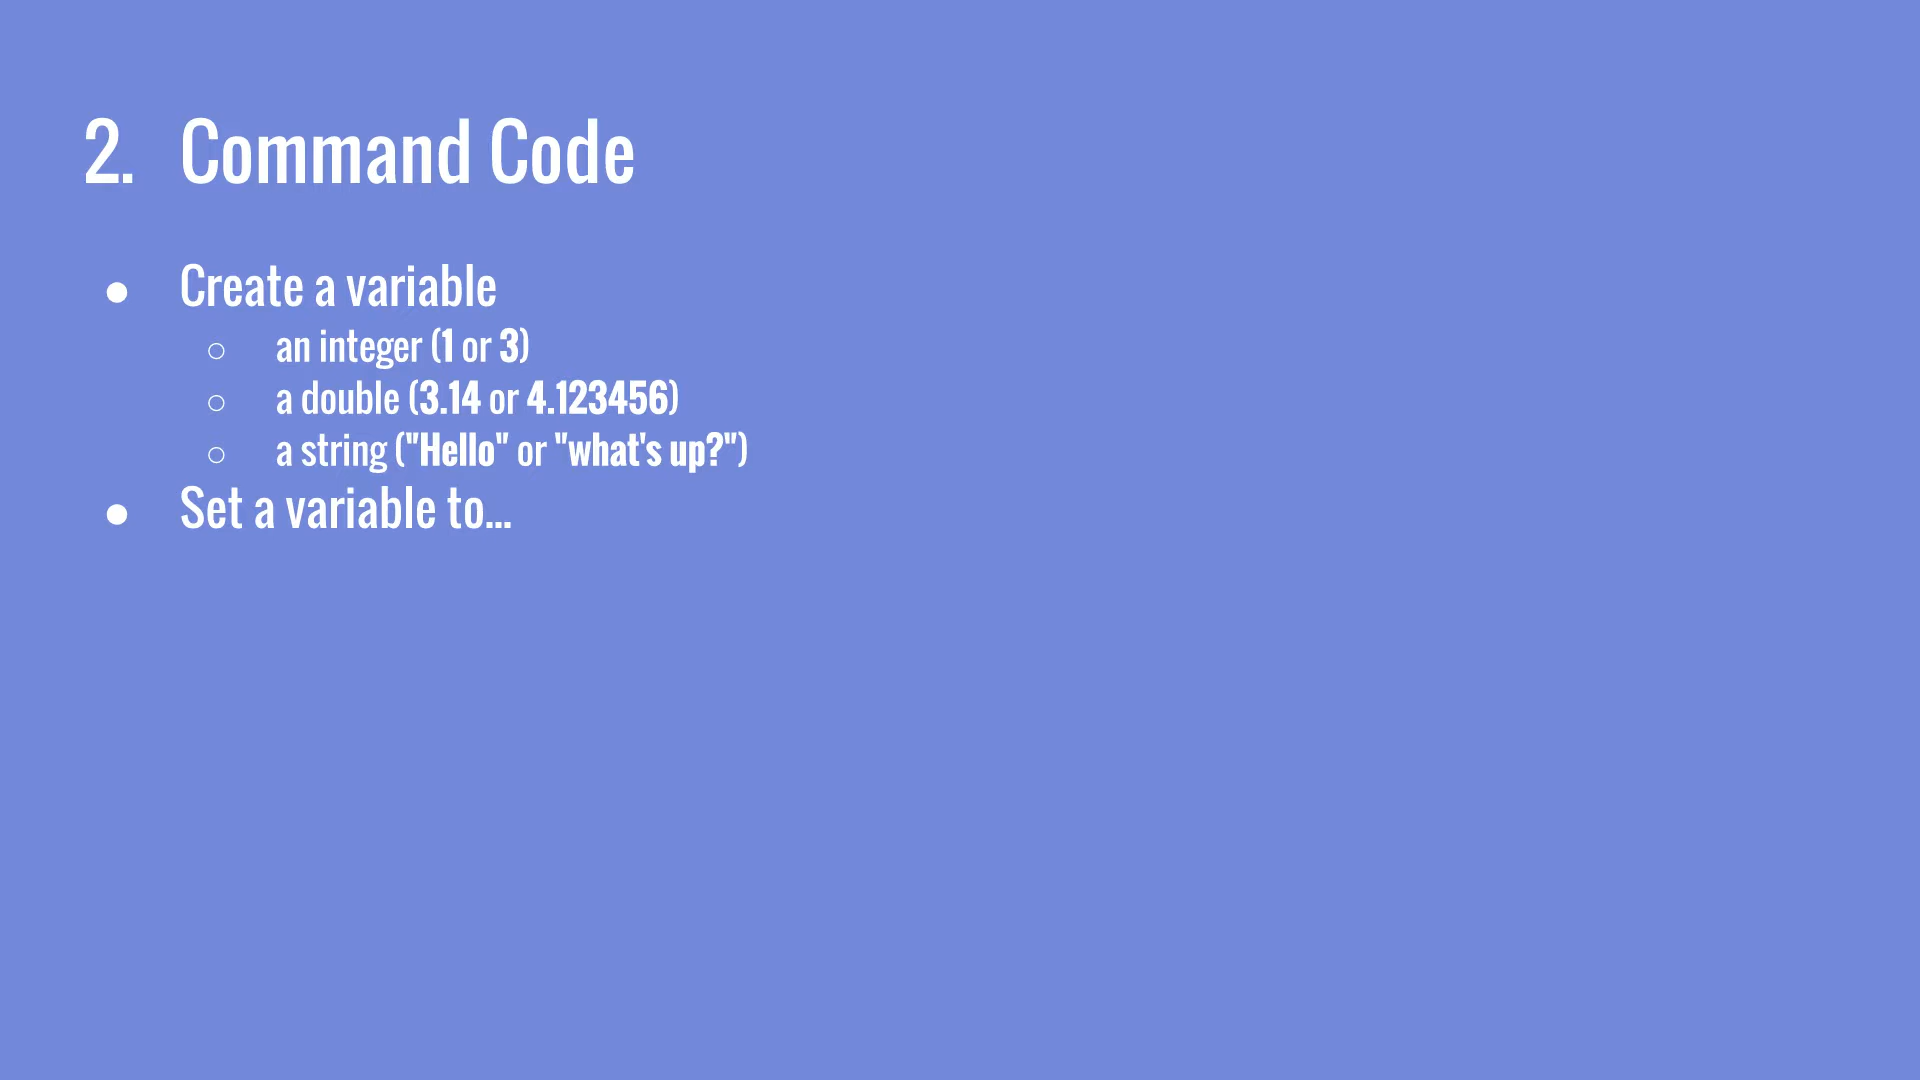 2. Command Code
● Create a variable
○ an integer (1 or 3)
○ a double (3.14 or 4.123456)
○ a string ("Hello" or "what's up?")
● Set a variable to...